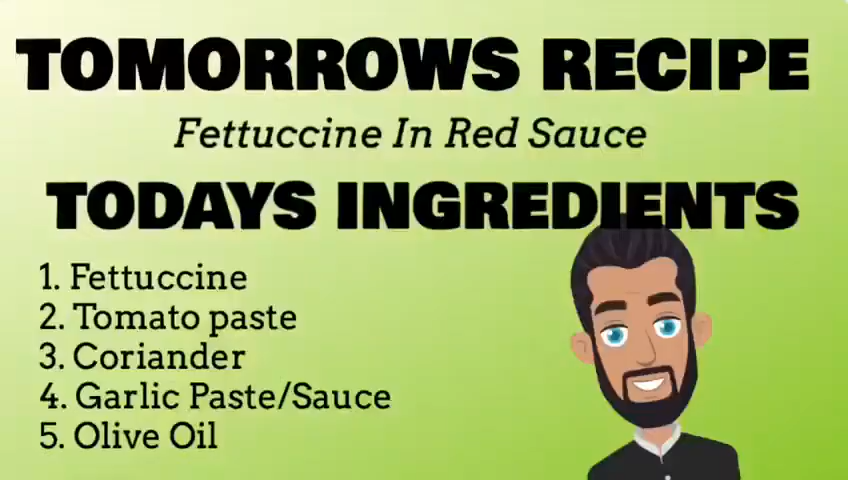 TOMORROWS RECIPE
Fettuccine In Red Sauce
TODAYS INGREDIENTS
1. Fettuccine
2. Tomato paste
3. Coriander
4. Garlic Paste/Sauce
5. Olive Oil